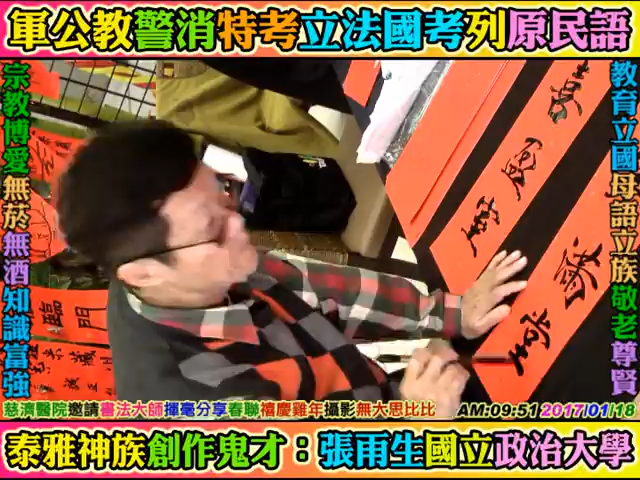 軍公教警消特考立法國考列原民語
宗教博愛無菸無酒知識富強
教育立國母語立族敬老尊賢
臨門
慈濟醫院邀請書法大師揮毫分享春聯禧慶雞年攝影無大思比比 AM:09:51 2017/01/18
泰雅神族創作鬼才：張雨生國立政治大學